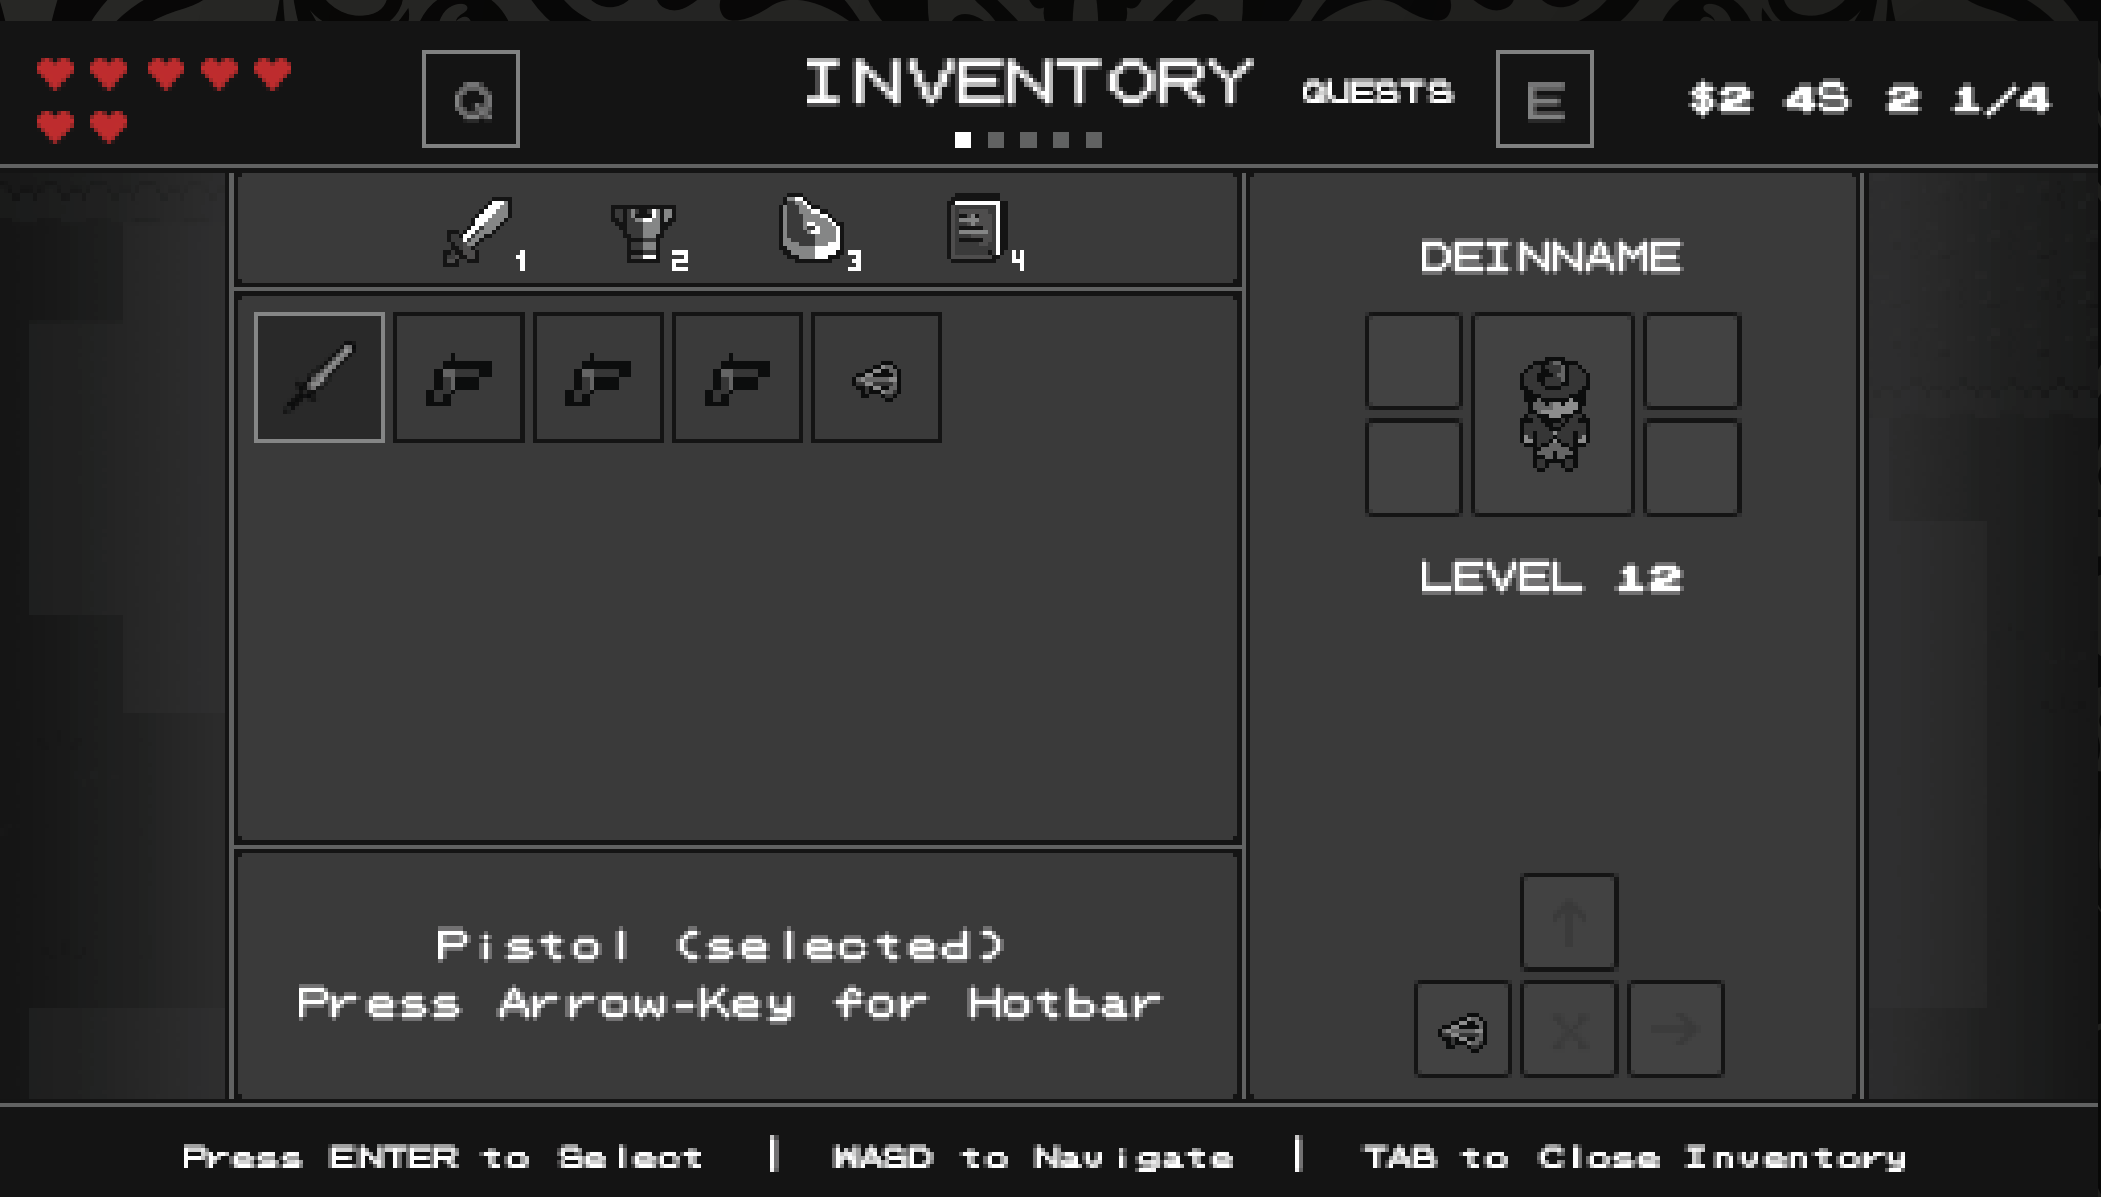 Q
INVENTORY
QUESTS
E
$2 4S 2 1/4
1
2
3
4
DEINNAME
LEVEL 12
Pistol (selected)
Press Arrow-Key for Hotbar
↑
X
→
Press ENTER to Select | WASD to Navigate | TAB to Close Inventory